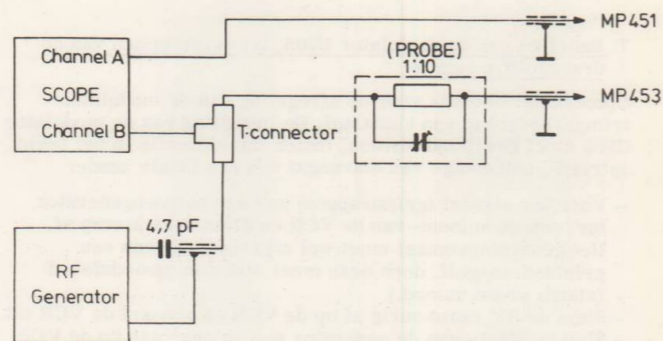 MP451
Channel A
SCOPE
Channel B
(PROBE)
1:10
MP453
T-connector
4,7 pF
RF
Generator